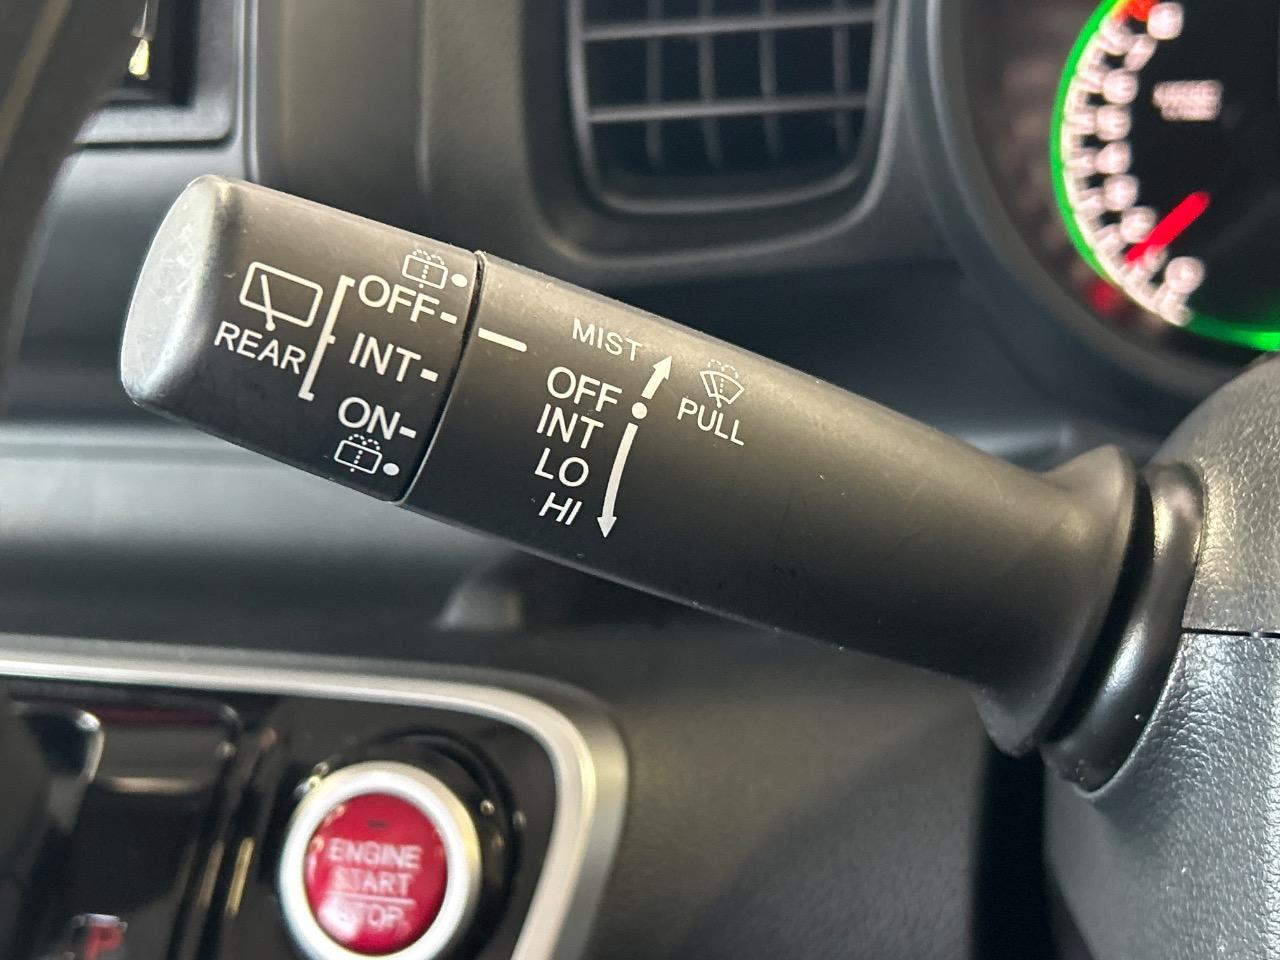 REAR
OFF-
INT-
ON-
MIST
OFF
INT
LO
HI
PULL
ENGINE
START
STOP
P